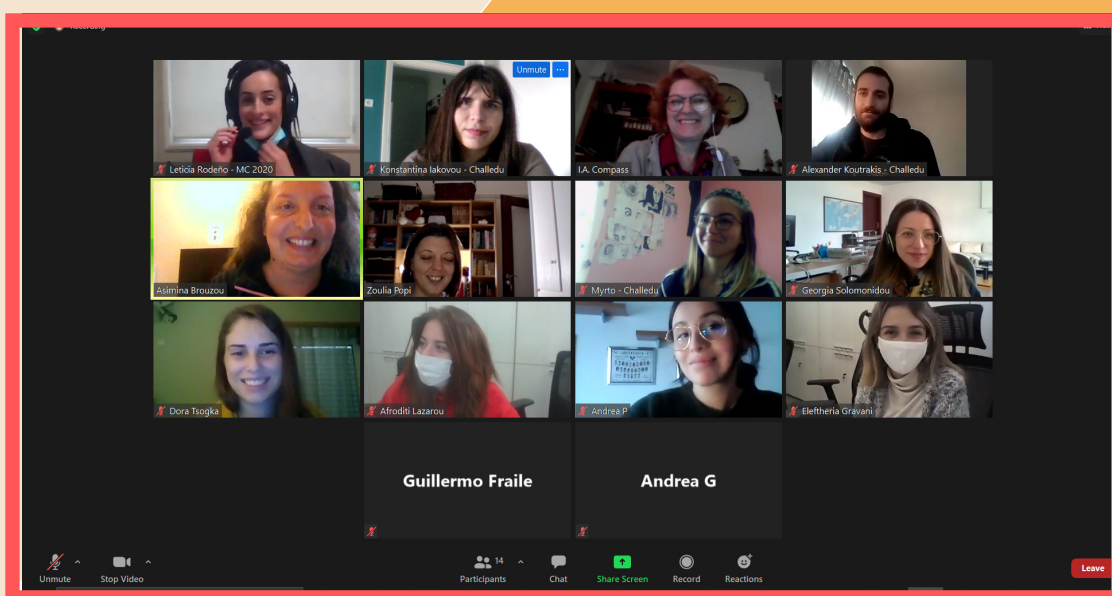 Recording
Unmute
Leticia Rodeño - MC 2020
Konstantina Iakovou - Challedu
I.A. Compass
Alexander Koutrakis - Challedu
Asimina Brouzou
Zoulia Popi
Myrto - Challedu
Georgia Solomonidou
Dora Tsogka
Afroditi Lazarou
Andrea P
Eleftheria Gravani
Guillermo Fraile
Andrea G
14
Unmute
Stop Video
Participants
Chat
Share Screen
Record
Reactions
Leave